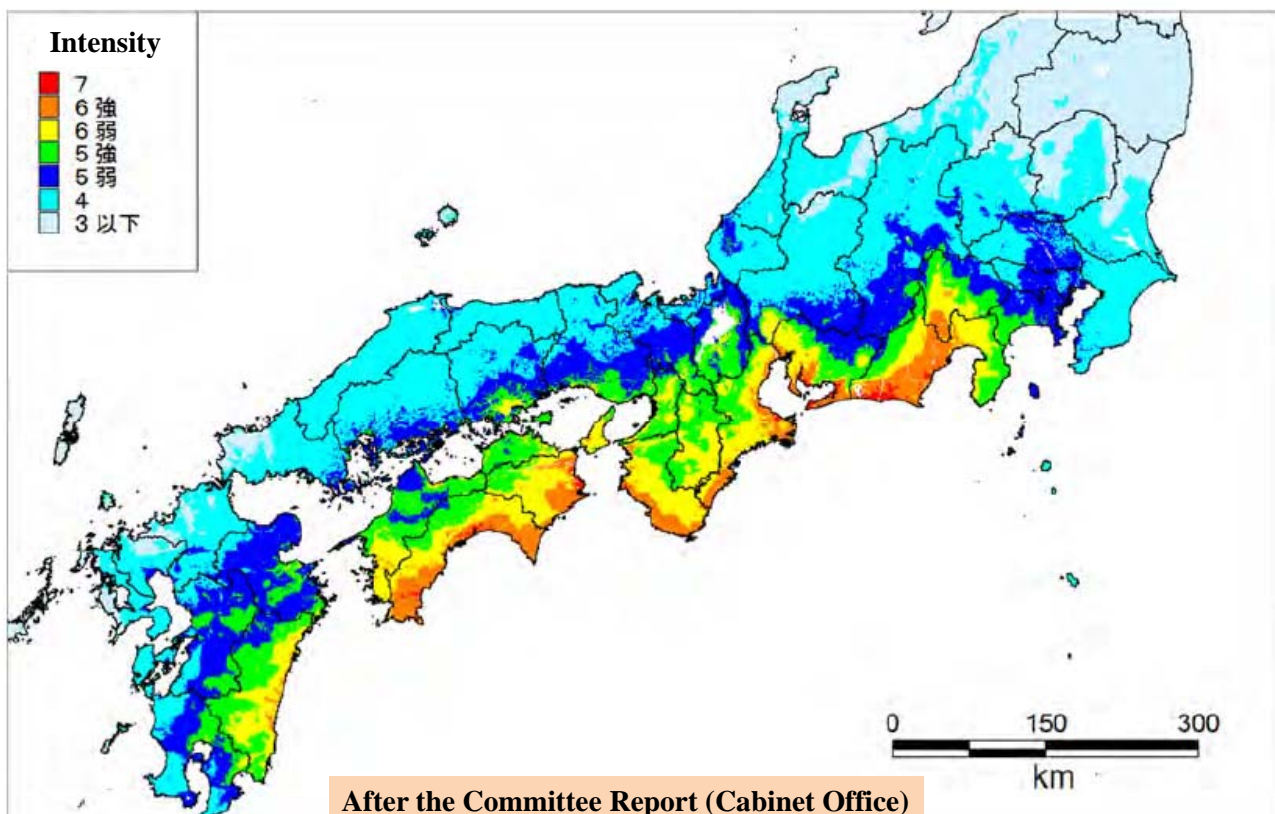 Intensity
7
6 強
6 弱
5 強
5 弱
4
3 以下
0 150 300
km
After the Committee Report (Cabinet Office)